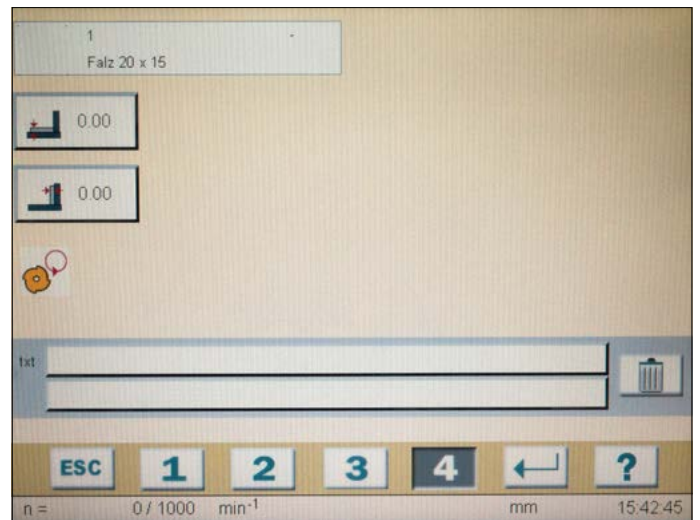 1 -
Falz 20 x 15
0.00
0.00
txt
ESC 1 2 3 4 ?
n = 0 / 1000 min-1 mm 15:42:45